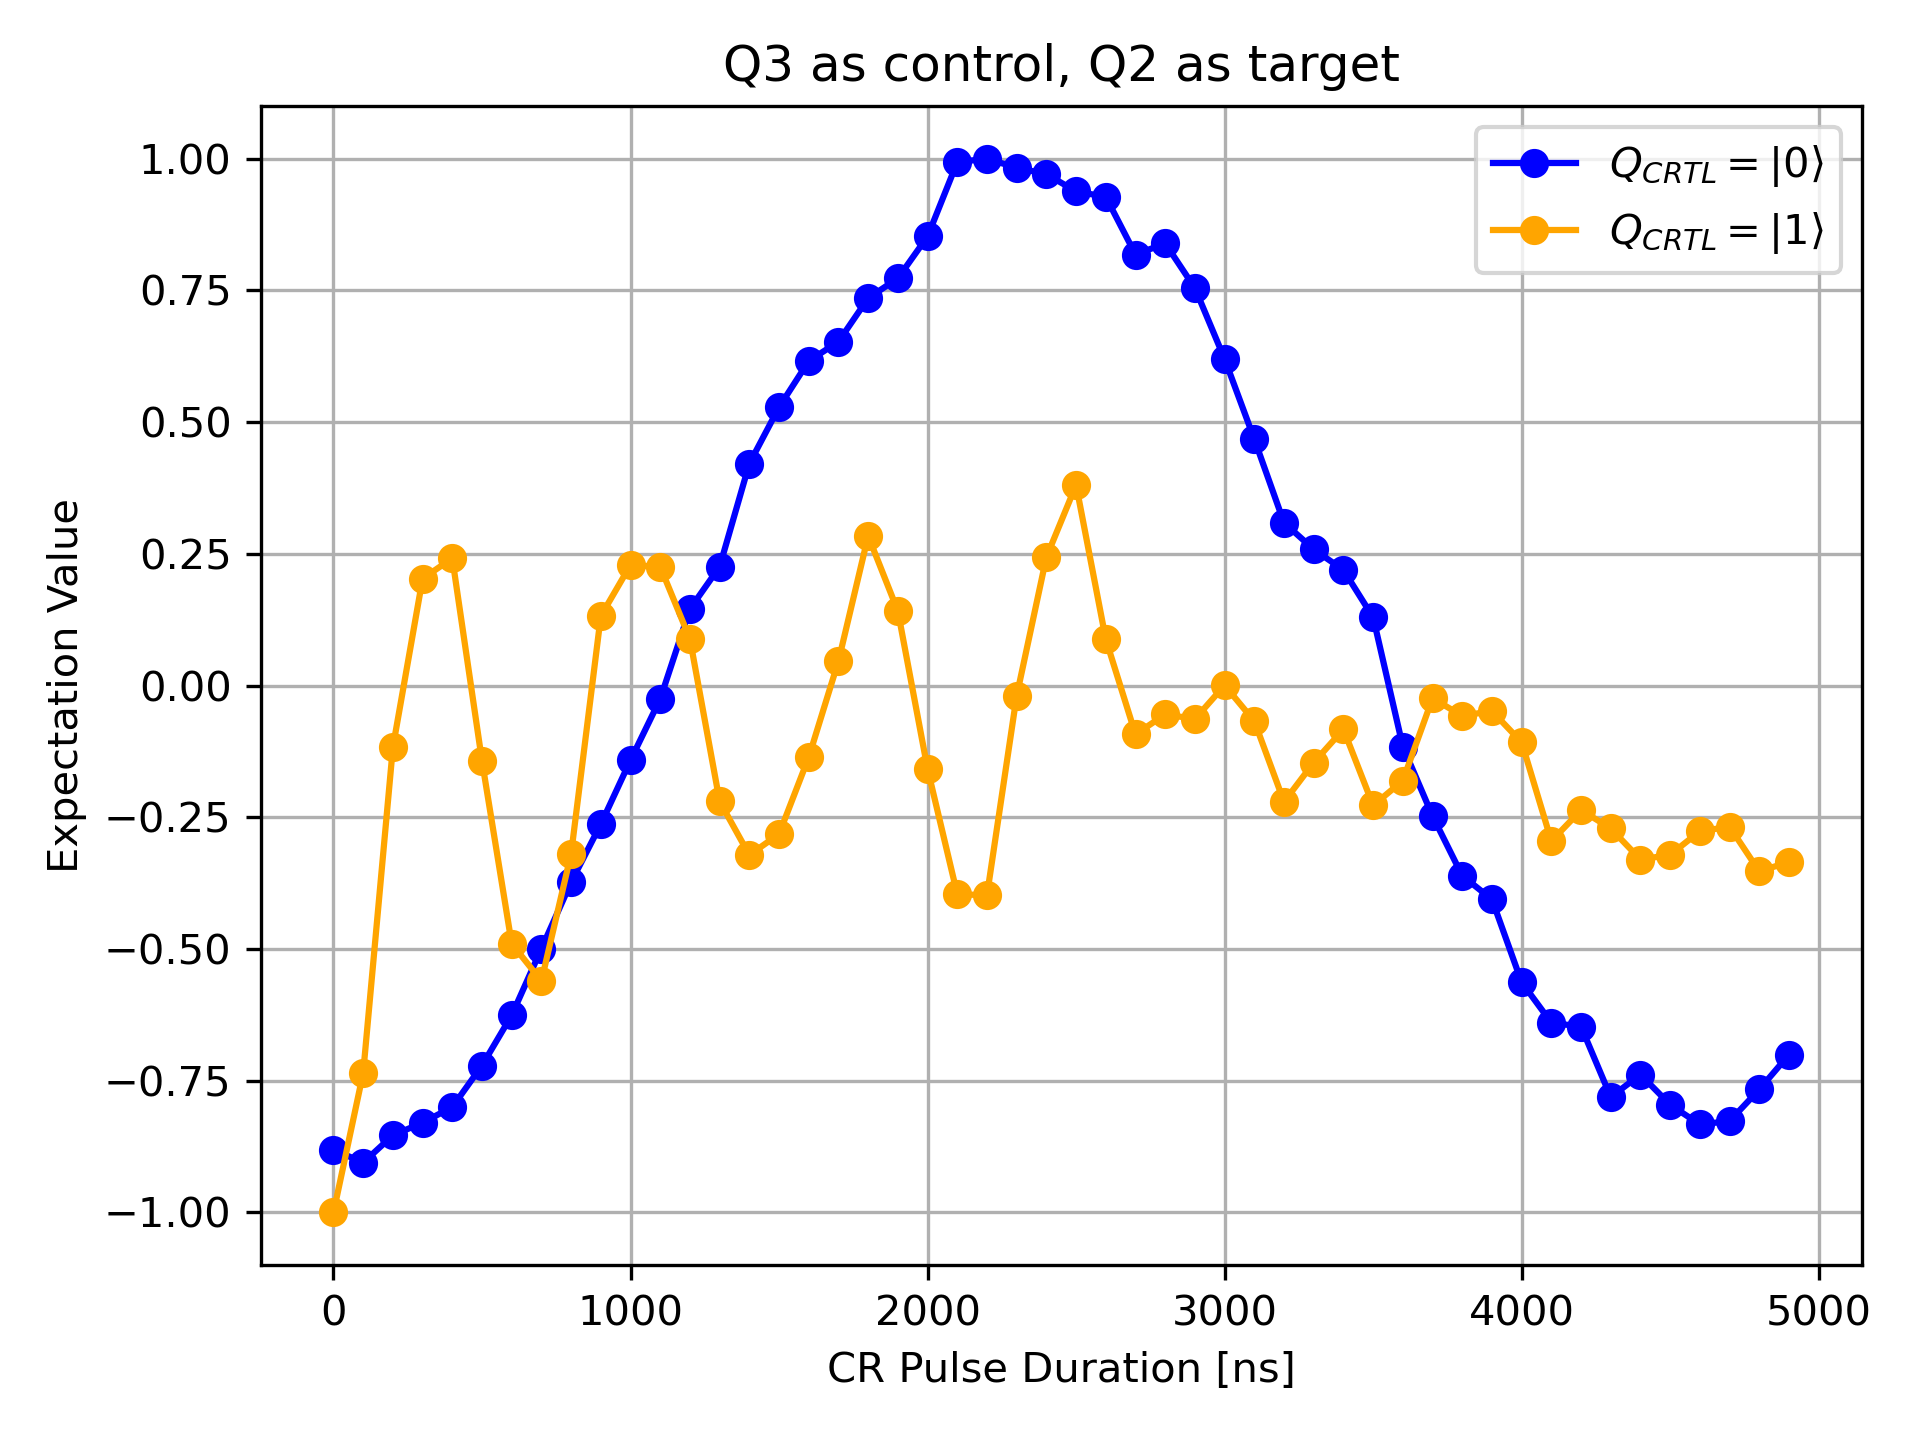 Q3 as control, Q2 as target
Q_CRTL = |0⟩
Q_CRTL = |1⟩
Expectation Value
1.00
0.75
0.50
0.25
0.00
−0.25
−0.50
−0.75
−1.00
0 1000 2000 3000 4000 5000
CR Pulse Duration [ns]